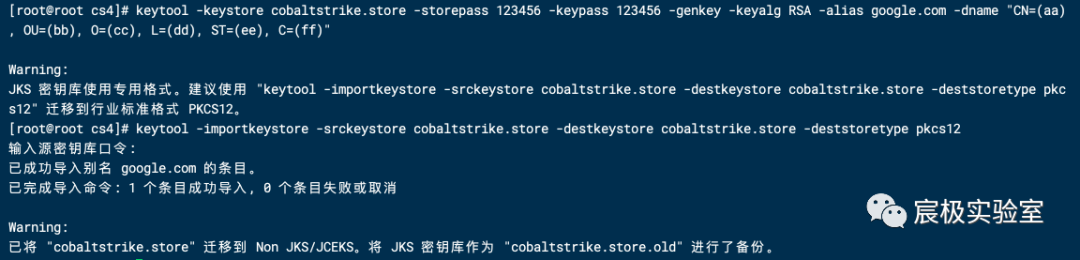 [root@root cs4]# keytool -keystore cobaltstrike.store -storepass 123456 -keypass 123456 -genkey -keyalg RSA -alias google.com -dname "CN=(aa)
, OU=(bb), O=(cc), L=(dd), ST=(ee), C=(ff)"
Warning:
JKS 密钥库使用专用格式。建议使用 "keytool -importkeystore -srckeystore cobaltstrike.store -destkeystore cobaltstrike.store -deststoretype pkc
s12" 迁移到行业标准格式 PKCS12。
[root@root cs4]# keytool -importkeystore -srckeystore cobaltstrike.store -destkeystore cobaltstrike.store -deststoretype pkcs12
输入源密钥库口令:
已成功导入别名 google.com 的条目。
已完成导入命令: 1 个条目成功导入, 0 个条目失败或取消
Warning:
已将 "cobaltstrike.store" 迁移到 Non JKS/JCEKS。将 JKS 密钥库作为 "cobaltstrike.store.old" 进行了备份。
宸极实验室